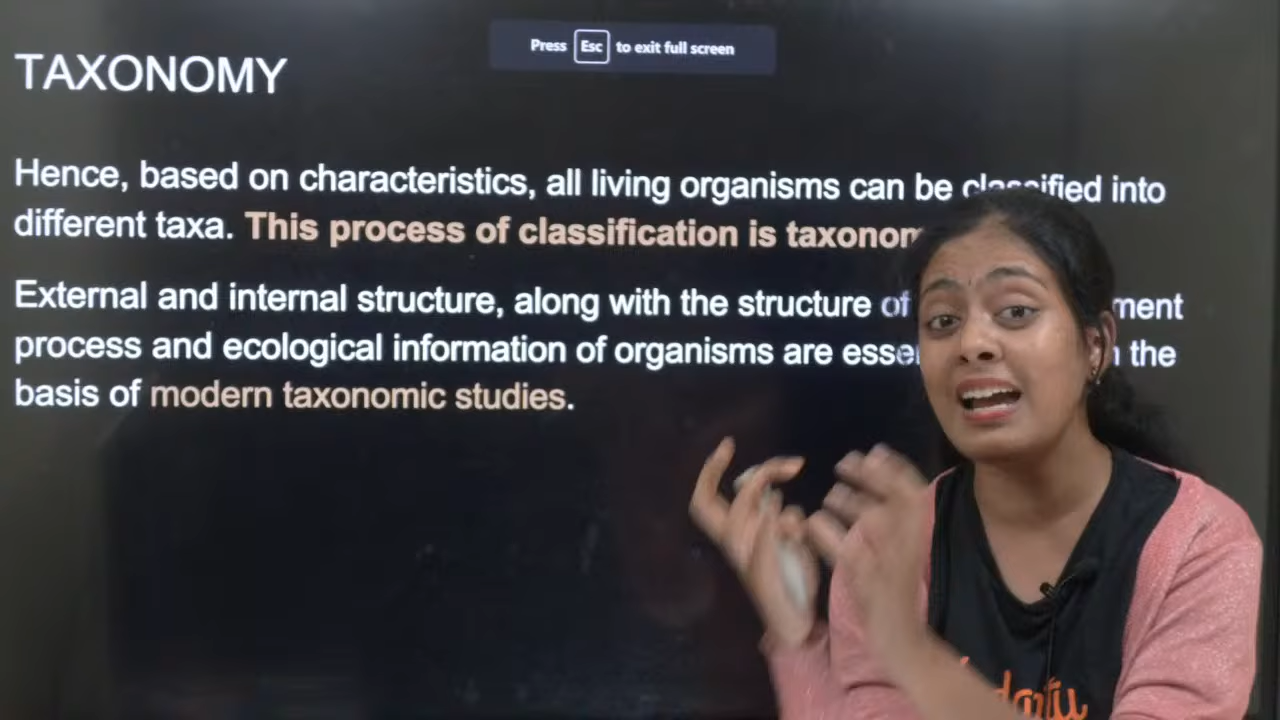 Press Esc to exit full screen
TAXONOMY
Hence, based on characteristics, all living organisms can be classified into
different taxa. This process of classification is
External and internal structure, along with the structure of
process and ecological information of organisms are the
basis of modern taxonomic studies.